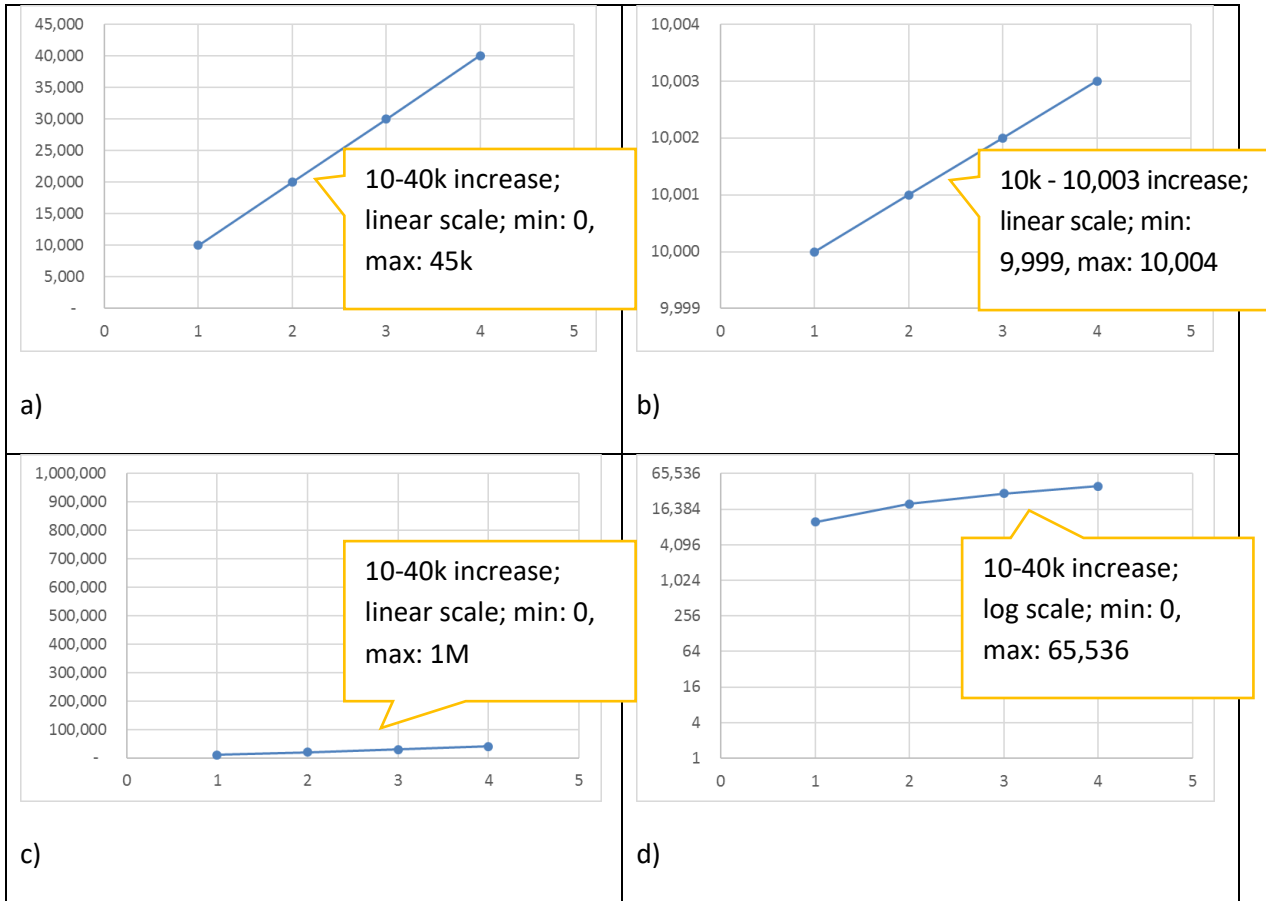 45,000
40,000
35,000
30,000
25,000
20,000
15,000
10,000
5,000
-
0 1 2 3 4 5
10-40k increase;
linear scale; min: 0,
max: 45k
a)
10,004
10,003
10,002
10,001
10,000
9,999
0 1 2 3 4 5
10k - 10,003 increase;
linear scale; min:
9,999, max: 10,004
b)
1,000,000
900,000
800,000
700,000
600,000
500,000
400,000
300,000
200,000
100,000
-
0 1 2 3 4 5
10-40k increase;
linear scale; min: 0,
max: 1M
c)
65,536
16,384
4,096
1,024
256
64
16
4
1
0 1 2 3 4 5
10-40k increase;
log scale; min: 0,
max: 65,536
d)